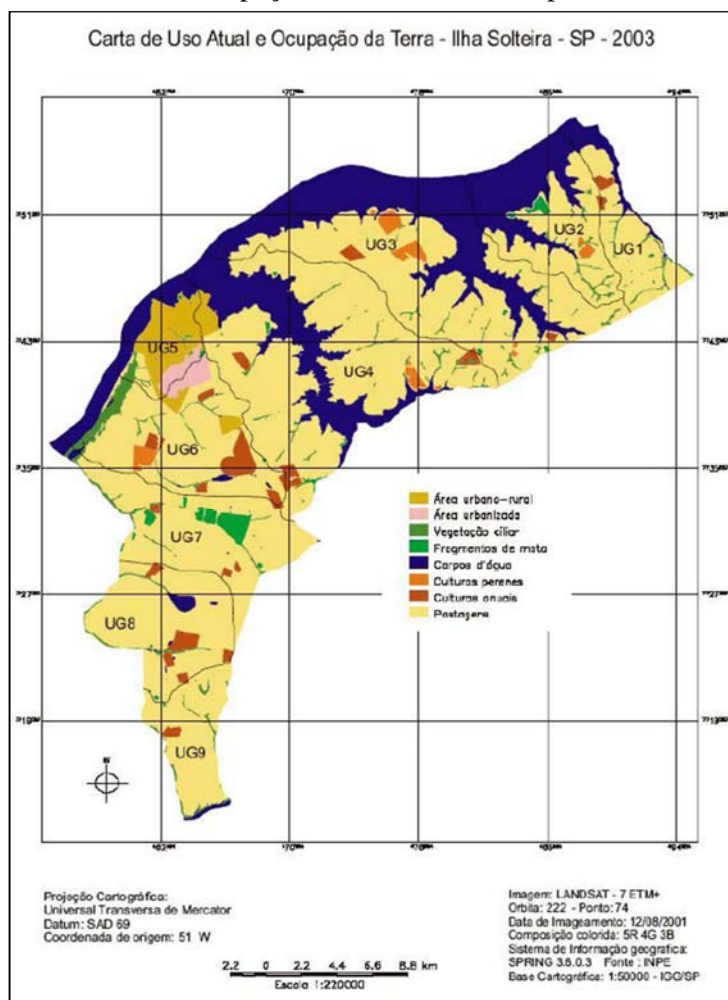 Carta de Uso Atual e Ocupação da Terra - Ilha Solteira - SP - 2003
UG3
UG2
UG1
UG5
UG4
UG6
UG7
UG8
UG9
Área urbano-rural
Área urbanizada
Vegetação ciliar
Fragmentos de mata
Corpos d'água
Culturas perenes
Culturas anuais
Pastagens
N
Projeção Cartográfica:
Universal Transversa de Mercator
Datum: SAD 69
Coordenada de origem: 51 W
2.2 0 2.2 4.4 6.6 8.8 km
Escala 1:220000
Imagem: LANDSAT - 7 ETM+
Orbita: 222 - Ponto: 74
Data de Imageamento: 12/08/2001
Composição colorida: 5R 4G 3B
Sistema de Informação geografica:
SPRING 3.6.0.3 Fonte : INPE
Base Cartográfica: 1:50000 - IGG/SP